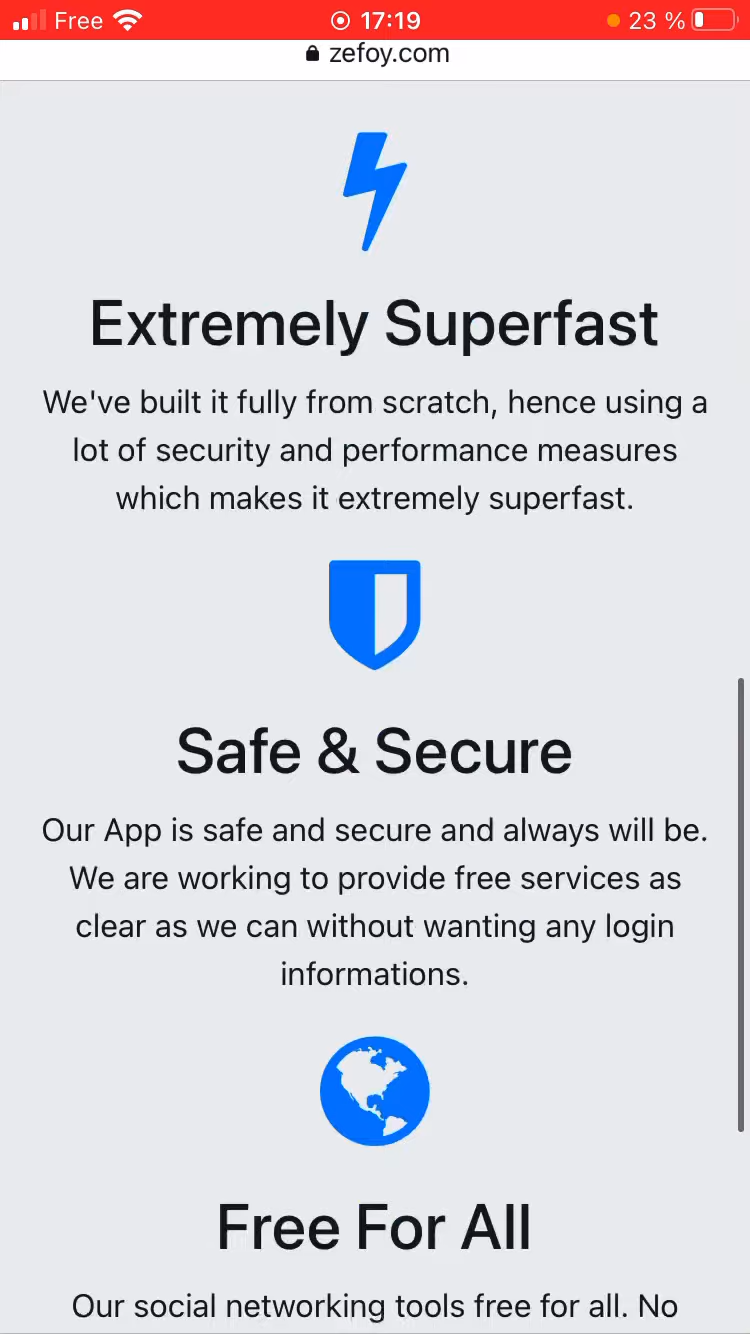 Free 17:19 23 %
zefoy.com
Extremely Superfast
We've built it fully from scratch, hence using a
lot of security and performance measures
which makes it extremely superfast.
Safe & Secure
Our App is safe and secure and always will be.
We are working to provide free services as
clear as we can without wanting any login
informations.
Free For All
Our social networking tools free for all. No